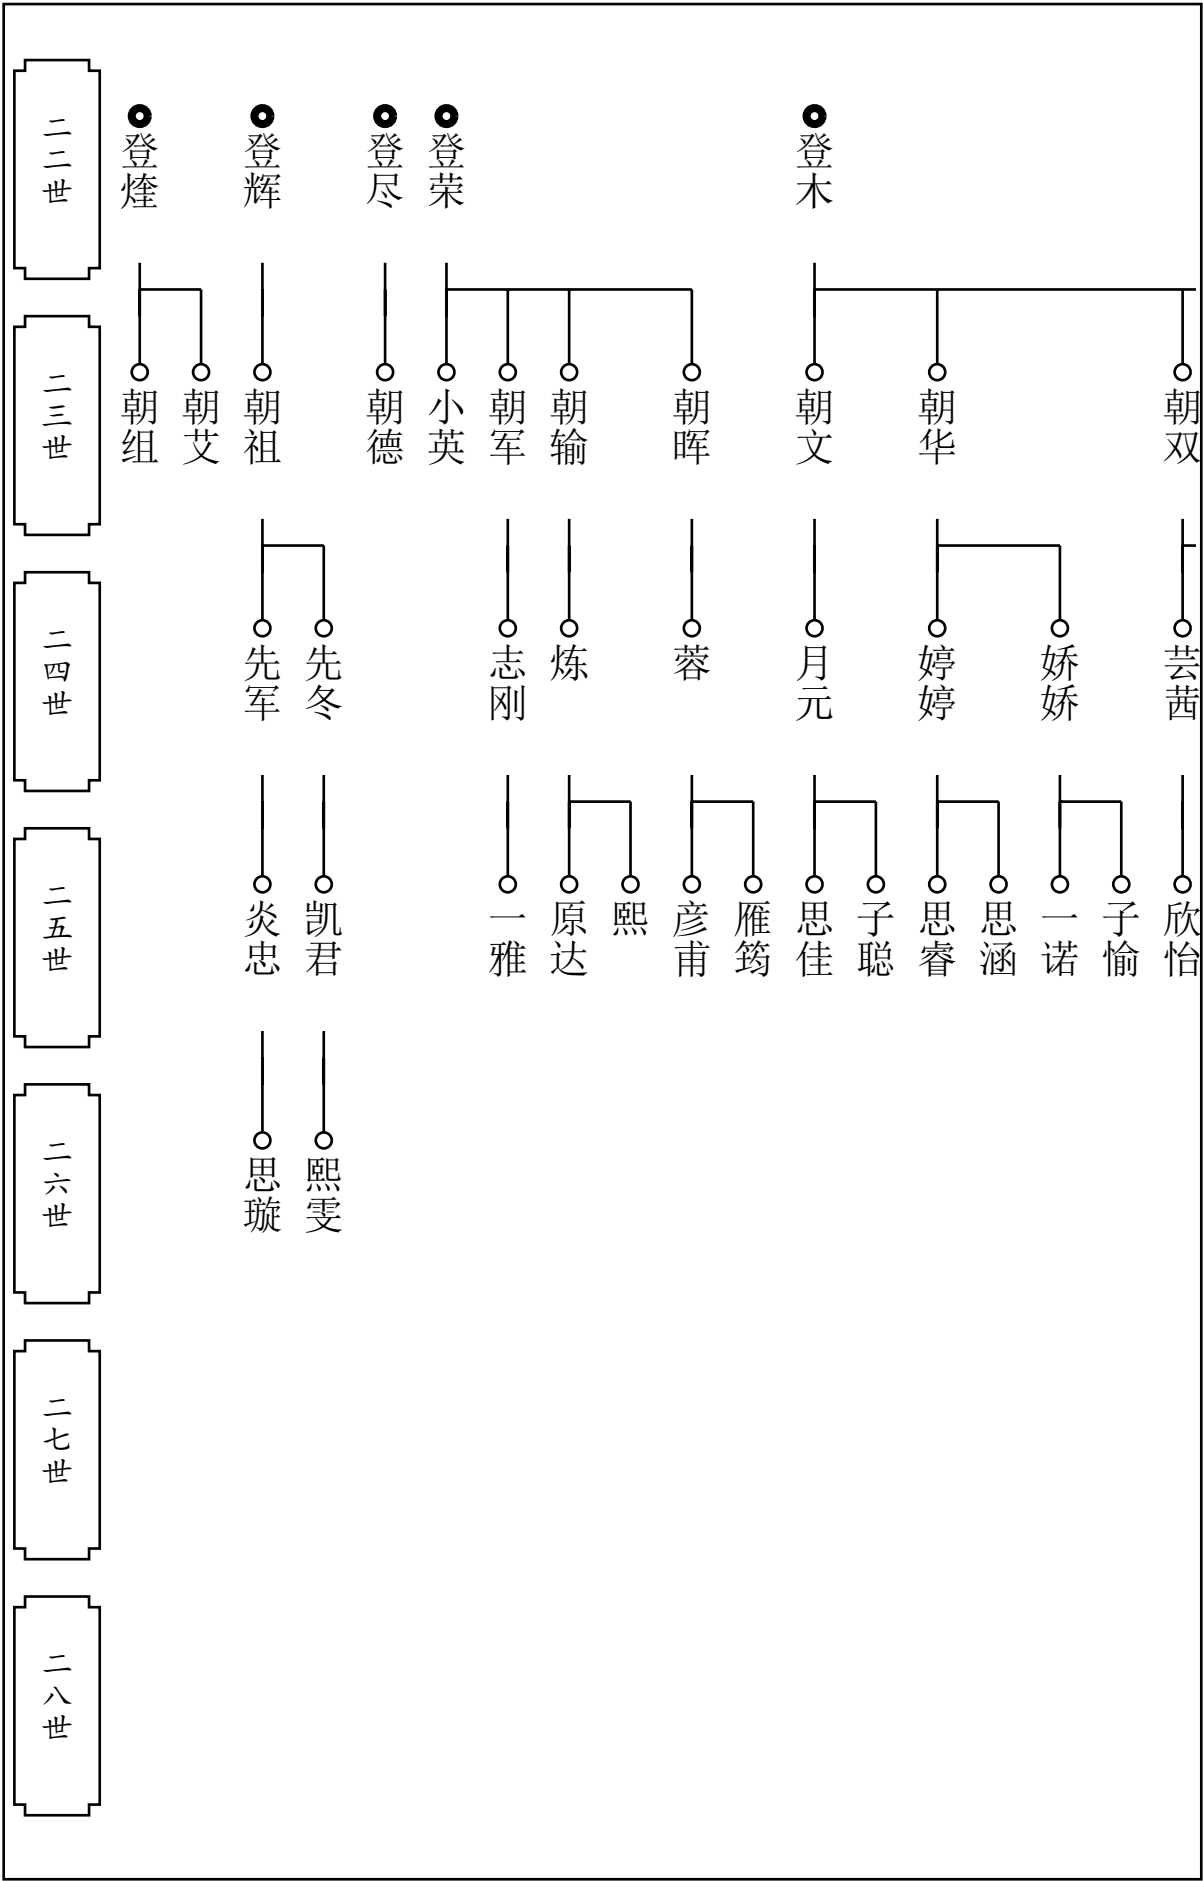 二二世
登煃
登辉
登尽
登荣
登木
二三世
朝组
朝艾
朝祖
朝德
小英
朝军
朝输
朝晖
朝文
朝华
朝双
二四世
先军
先冬
志刚
炼
蓉
月元
婷婷
娇娇
芸茜
二五世
炎忠
凯君
一雅
原达
熙
彦甫
雁筠
思佳
子聪
思睿
思涵
一诺
子愉
欣怡
二六世
思璇
熙雯
二七世
二八世